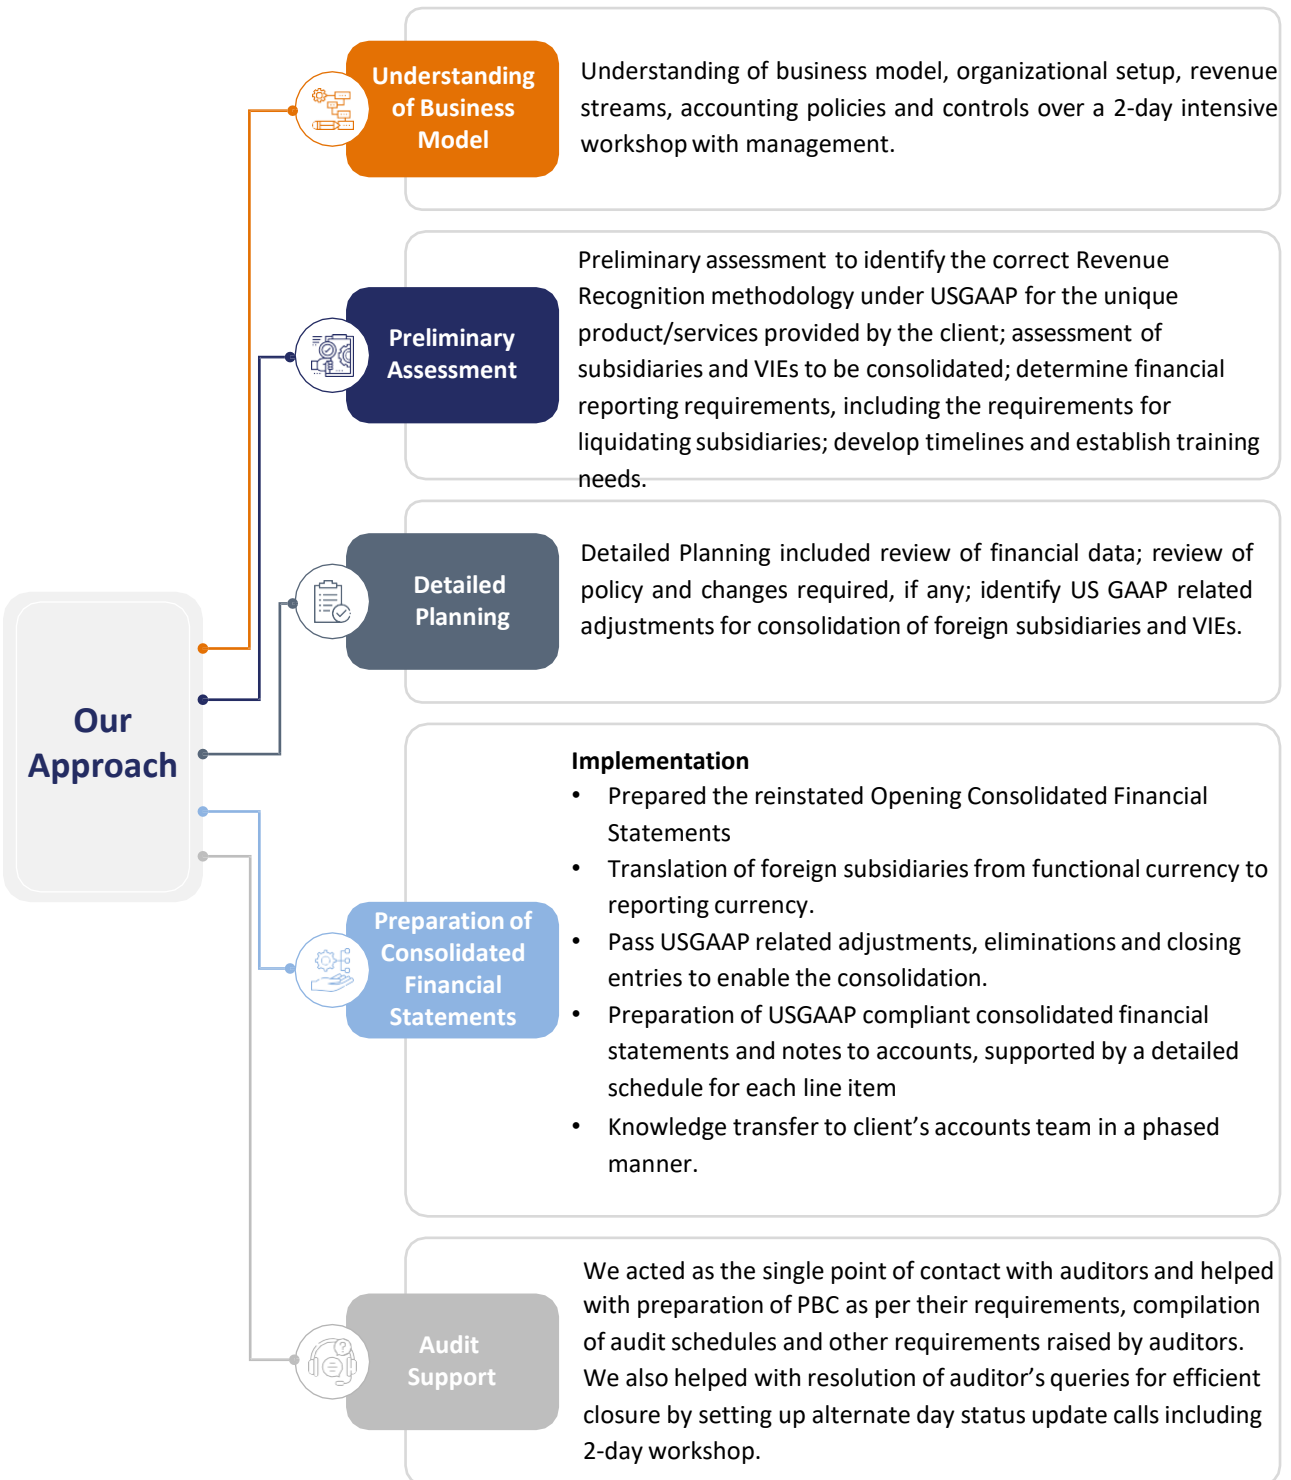 Our
Approach
Understanding
of Business
Model
Understanding of business model, organizational setup, revenue
streams, accounting policies and controls over a 2-day intensive
workshop with management.
Preliminary
Assessment
Preliminary assessment to identify the correct Revenue
Recognition methodology under USGAAP for the unique
product/services provided by the client; assessment of
subsidiaries and VIEs to be consolidated; determine financial
reporting requirements, including the requirements for
liquidating subsidiaries; develop timelines and establish training
needs.
Detailed
Planning
Detailed Planning included review of financial data; review of
policy and changes required, if any; identify US GAAP related
adjustments for consolidation of foreign subsidiaries and VIEs.
Preparation of
Consolidated
Financial
Statements
Implementation
• Prepared the reinstated Opening Consolidated Financial
Statements
• Translation of foreign subsidiaries from functional currency to
reporting currency.
• Pass USGAAP related adjustments, eliminations and closing
entries to enable the consolidation.
• Preparation of USGAAP compliant consolidated financial
statements and notes to accounts, supported by a detailed
schedule for each line item
• Knowledge transfer to client’s accounts team in a phased
manner.
Audit
Support
We acted as the single point of contact with auditors and helped
with preparation of PBC as per their requirements, compilation
of audit schedules and other requirements raised by auditors.
We also helped with resolution of auditor’s queries for efficient
closure by setting up alternate day status update calls including
2-day workshop.